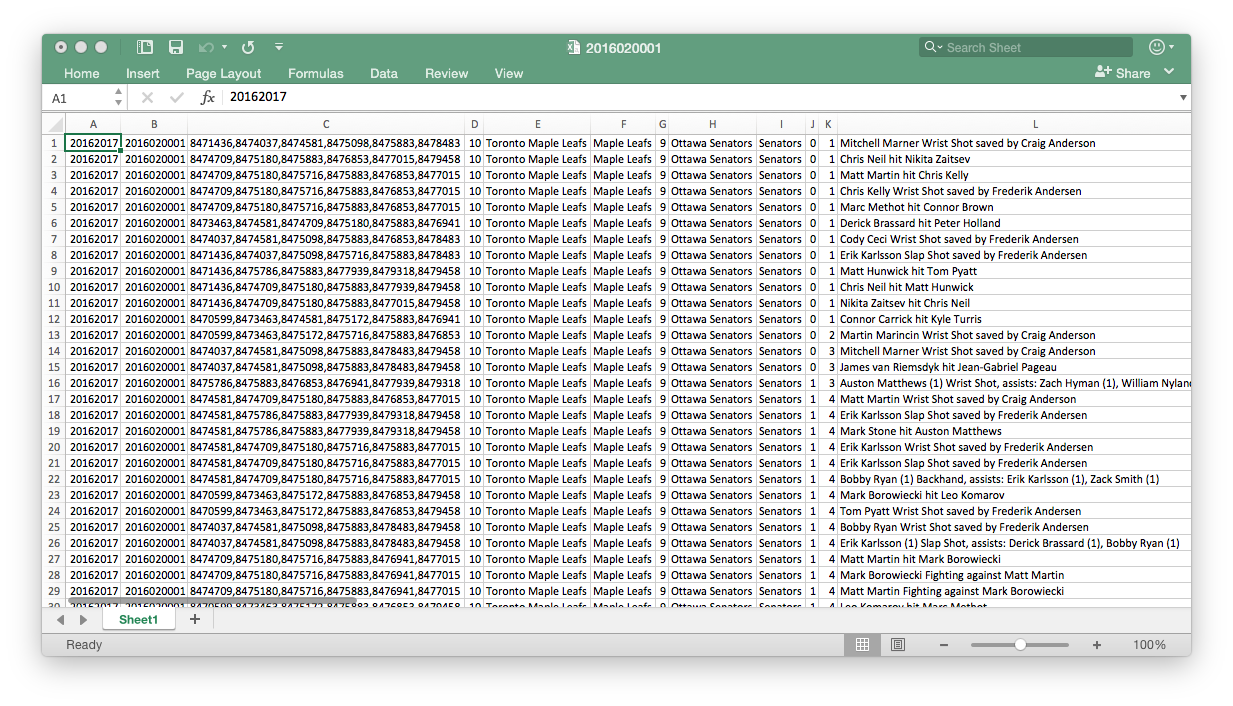 2016020001
Search Sheet
Home Insert Page Layout Formulas Data Review View Share
A1 fx 20162017
A B C D E F G H I J K L
1 20162017 2016020001 8471436,8474037,8474581,8475098,8475883,8478483 10 Toronto Maple Leafs Maple Leafs 9 Ottawa Senators Senators 0 1 Mitchell Marner Wrist Shot saved by Craig Anderson
2 20162017 2016020001 8474709,8475180,8475883,8476853,8477015,8479458 10 Toronto Maple Leafs Maple Leafs 9 Ottawa Senators Senators 0 1 Chris Neil hit Nikita Zaitsev
3 20162017 2016020001 8474709,8475180,8475716,8475883,8476853,8477015 10 Toronto Maple Leafs Maple Leafs 9 Ottawa Senators Senators 0 1 Matt Martin hit Chris Kelly
4 20162017 2016020001 8474709,8475180,8475716,8475883,8476853,8477015 10 Toronto Maple Leafs Maple Leafs 9 Ottawa Senators Senators 0 1 Chris Kelly Wrist Shot saved by Frederik Andersen
5 20162017 2016020001 8474709,8475180,8475716,8475883,8476853,8477015 10 Toronto Maple Leafs Maple Leafs 9 Ottawa Senators Senators 0 1 Marc Methot hit Connor Brown
6 20162017 2016020001 8473463,8474581,8474709,8475180,8475883,8476941 10 Toronto Maple Leafs Maple Leafs 9 Ottawa Senators Senators 0 1 Derick Brassard hit Peter Holland
7 20162017 2016020001 8474037,8474581,8475098,8475883,8476853,8478483 10 Toronto Maple Leafs Maple Leafs 9 Ottawa Senators Senators 0 1 Cody Ceci Wrist Shot saved by Frederik Andersen
8 20162017 2016020001 8471436,8474037,8475098,8475716,8475883,8478483 10 Toronto Maple Leafs Maple Leafs 9 Ottawa Senators Senators 0 1 Erik Karlsson Slap Shot saved by Frederik Andersen
9 20162017 2016020001 8471436,8475786,8475883,8477939,8479318,8479458 10 Toronto Maple Leafs Maple Leafs 9 Ottawa Senators Senators 0 1 Matt Hunwick hit Tom Pyatt
10 20162017 2016020001 8471436,8474709,8475180,8475883,8477939,8479458 10 Toronto Maple Leafs Maple Leafs 9 Ottawa Senators Senators 0 1 Chris Neil hit Matt Hunwick
11 20162017 2016020001 8471436,8474709,8475180,8475883,8477015,8479458 10 Toronto Maple Leafs Maple Leafs 9 Ottawa Senators Senators 0 1 Nikita Zaitsev hit Chris Neil
12 20162017 2016020001 8470599,8473463,8474581,8475172,8475883,8476941 10 Toronto Maple Leafs Maple Leafs 9 Ottawa Senators Senators 0 1 Connor Carrick hit Kyle Turris
13 20162017 2016020001 8470599,8473463,8475172,8475716,8475883,8476853 10 Toronto Maple Leafs Maple Leafs 9 Ottawa Senators Senators 0 2 Martin Marincin Wrist Shot saved by Craig Anderson
14 20162017 2016020001 8474037,8474581,8475098,8475883,8478483,8479458 10 Toronto Maple Leafs Maple Leafs 9 Ottawa Senators Senators 0 3 Mitchell Marner Wrist Shot saved by Craig Anderson
15 20162017 2016020001 8474037,8474581,8475098,8475883,8478483,8479458 10 Toronto Maple Leafs Maple Leafs 9 Ottawa Senators Senators 0 3 James van Riemsdyk hit Jean-Gabriel Pageau
16 20162017 2016020001 8475786,8475883,8476853,8476941,8477939,8479318 10 Toronto Maple Leafs Maple Leafs 9 Ottawa Senators Senators 1 3 Auston Matthews (1) Wrist Shot, assists: Zach Hyman (1), William
17 20162017 2016020001 8474581,8474709,8475180,8475883,8476853,8477015 10 Toronto Maple Leafs Maple Leafs 9 Ottawa Senators Senators 1 4 Matt Martin Wrist Shot saved by Craig Anderson
18 20162017 2016020001 8474581,8475786,8475883,8477939,8479318,8479458 10 Toronto Maple Leafs Maple Leafs 9 Ottawa Senators Senators 1 4 Erik Karlsson Slap Shot saved by Frederik Andersen
19 20162017 2016020001 8474581,8475786,8475883,8477939,8479318,8479458 10 Toronto Maple Leafs Maple Leafs 9 Ottawa Senators Senators 1 4 Mark Stone hit Auston Matthews
20 20162017 2016020001 8474581,8474709,8475180,8475716,8475883,8477015 10 Toronto Maple Leafs Maple Leafs 9 Ottawa Senators Senators 1 4 Erik Karlsson Wrist Shot saved by Frederik Andersen
21 20162017 2016020001 8474581,8474709,8475180,8475716,8475883,8477015 10 Toronto Maple Leafs Maple Leafs 9 Ottawa Senators Senators 1 4 Erik Karlsson Slap Shot saved by Frederik Andersen
22 20162017 2016020001 8474581,8474709,8475180,8475716,8475883,8477015 10 Toronto Maple Leafs Maple Leafs 9 Ottawa Senators Senators 1 4 Bobby Ryan (1) Backhand, assists: Erik Karlsson (1), Zack Smith (1)
23 20162017 2016020001 8470599,8473463,8475172,8475883,8476853,8479458 10 Toronto Maple Leafs Maple Leafs 9 Ottawa Senators Senators 1 4 Mark Borowiecki hit Leo Komarov
24 20162017 2016020001 8470599,8473463,8475172,8475883,8476853,8479458 10 Toronto Maple Leafs Maple Leafs 9 Ottawa Senators Senators 1 4 Tom Pyatt Wrist Shot saved by Frederik Andersen
25 20162017 2016020001 8474037,8474581,8475098,8475883,8478483,8479458 10 Toronto Maple Leafs Maple Leafs 9 Ottawa Senators Senators 1 4 Bobby Ryan Wrist Shot saved by Frederik Andersen
26 20162017 2016020001 8474037,8474581,8475098,8475883,8478483,8479458 10 Toronto Maple Leafs Maple Leafs 9 Ottawa Senators Senators 1 4 Erik Karlsson (1) Slap Shot, assists: Derick Brassard (1), Bobby Ryan (1)
27 20162017 2016020001 8474709,8475180,8475716,8475883,8476941,8477015 10 Toronto Maple Leafs Maple Leafs 9 Ottawa Senators Senators 1 4 Matt Martin hit Mark Borowiecki
28 20162017 2016020001 8474709,8475180,8475716,8475883,8476941,8477015 10 Toronto Maple Leafs Maple Leafs 9 Ottawa Senators Senators 1 4 Mark Borowiecki Fighting against Matt Martin
29 20162017 2016020001 8474709,8475180,8475716,8475883,8476941,8477015 10 Toronto Maple Leafs Maple Leafs 9 Ottawa Senators Senators 1 4 Matt Martin Fighting against Mark Borowiecki
Sheet1
Ready 100%